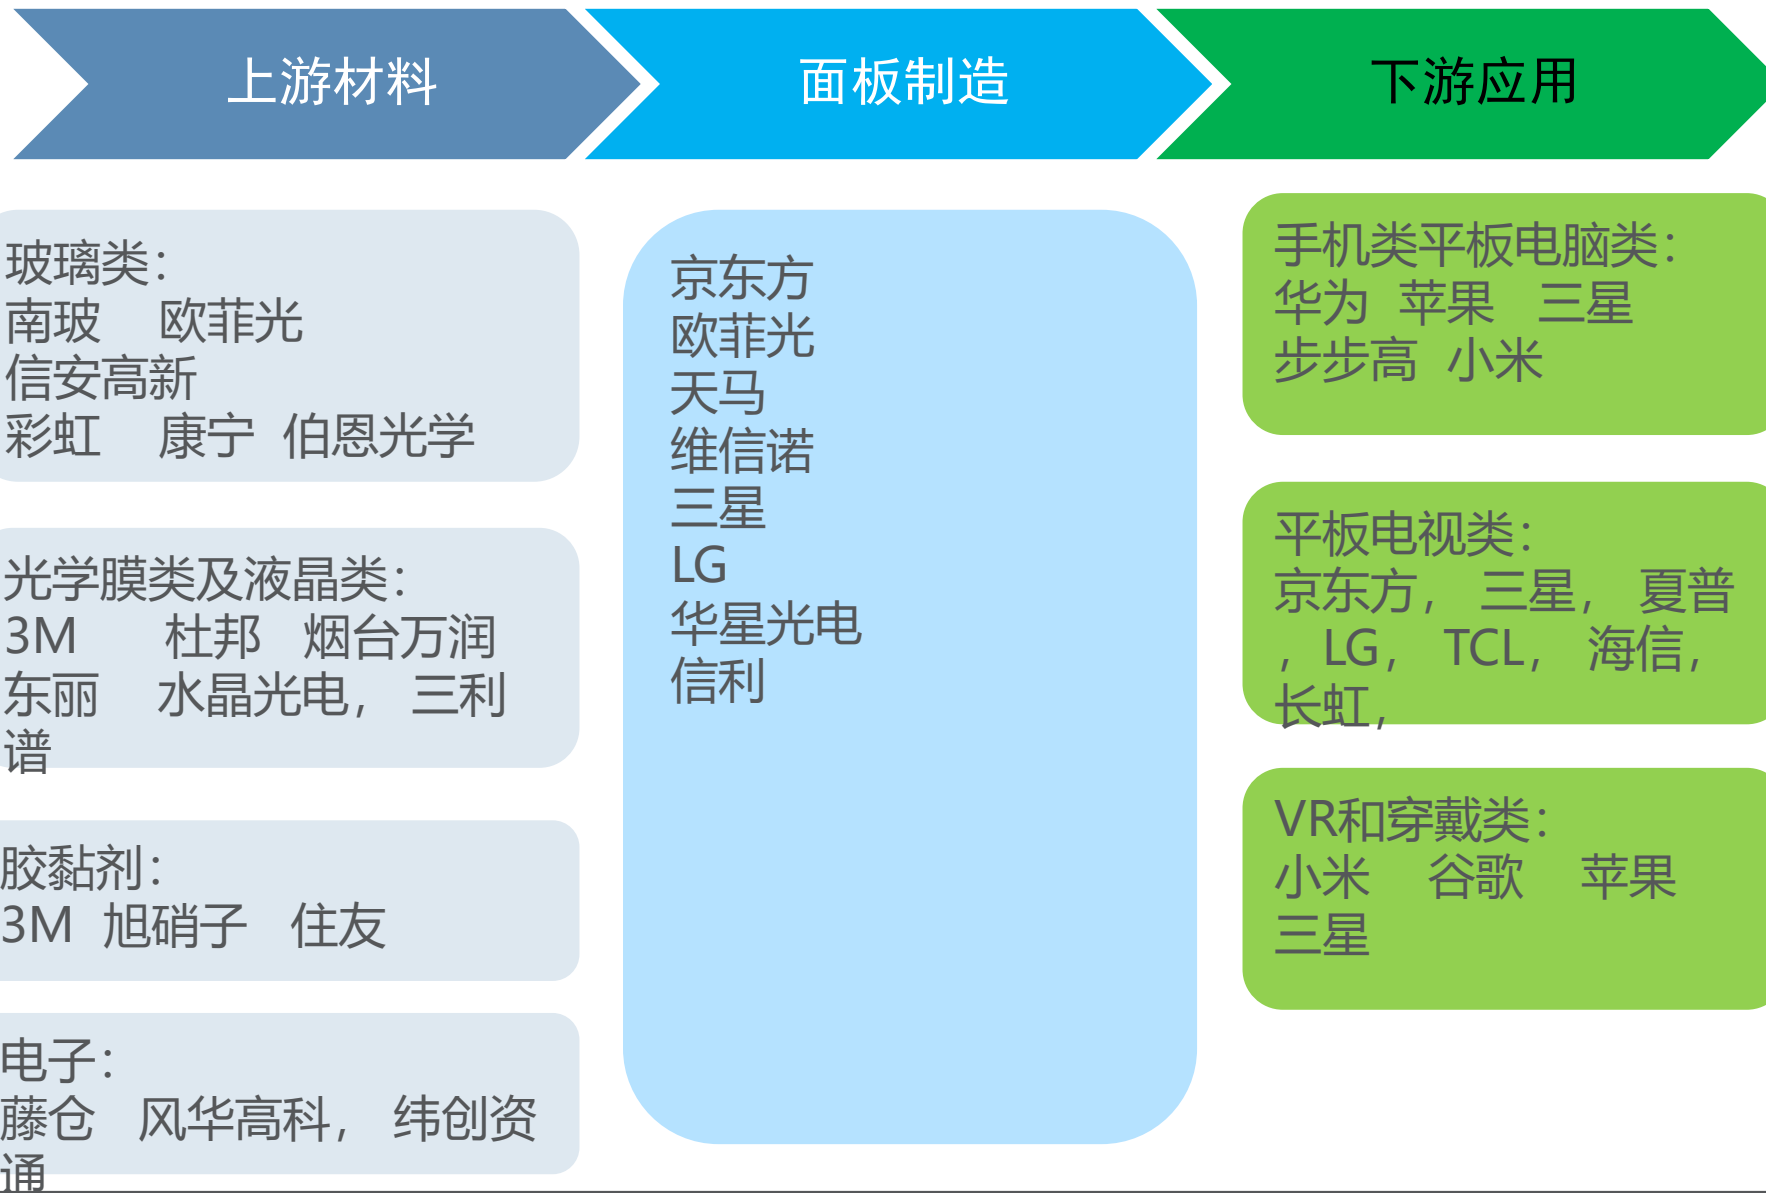 上游材料
面板制造
下游应用
玻璃类：
南玻 欧菲光
信安高新
彩虹 康宁 伯恩光学
光学膜类及液晶类：
3M 杜邦 烟台万润
东丽 水晶光电， 三利
谱
胶黏剂：
3M 旭硝子 住友
电子：
藤仓 风华高科， 纬创资
通
京东方
欧菲光
天马
维信诺
三星
LG
华星光电
信利
手机类平板电脑类：
华为 苹果 三星
步步高 小米
平板电视类：
京东方， 三星， 夏普
，LG， TCL， 海信，
长虹，
VR和穿戴类：
小米 谷歌 苹果
三星